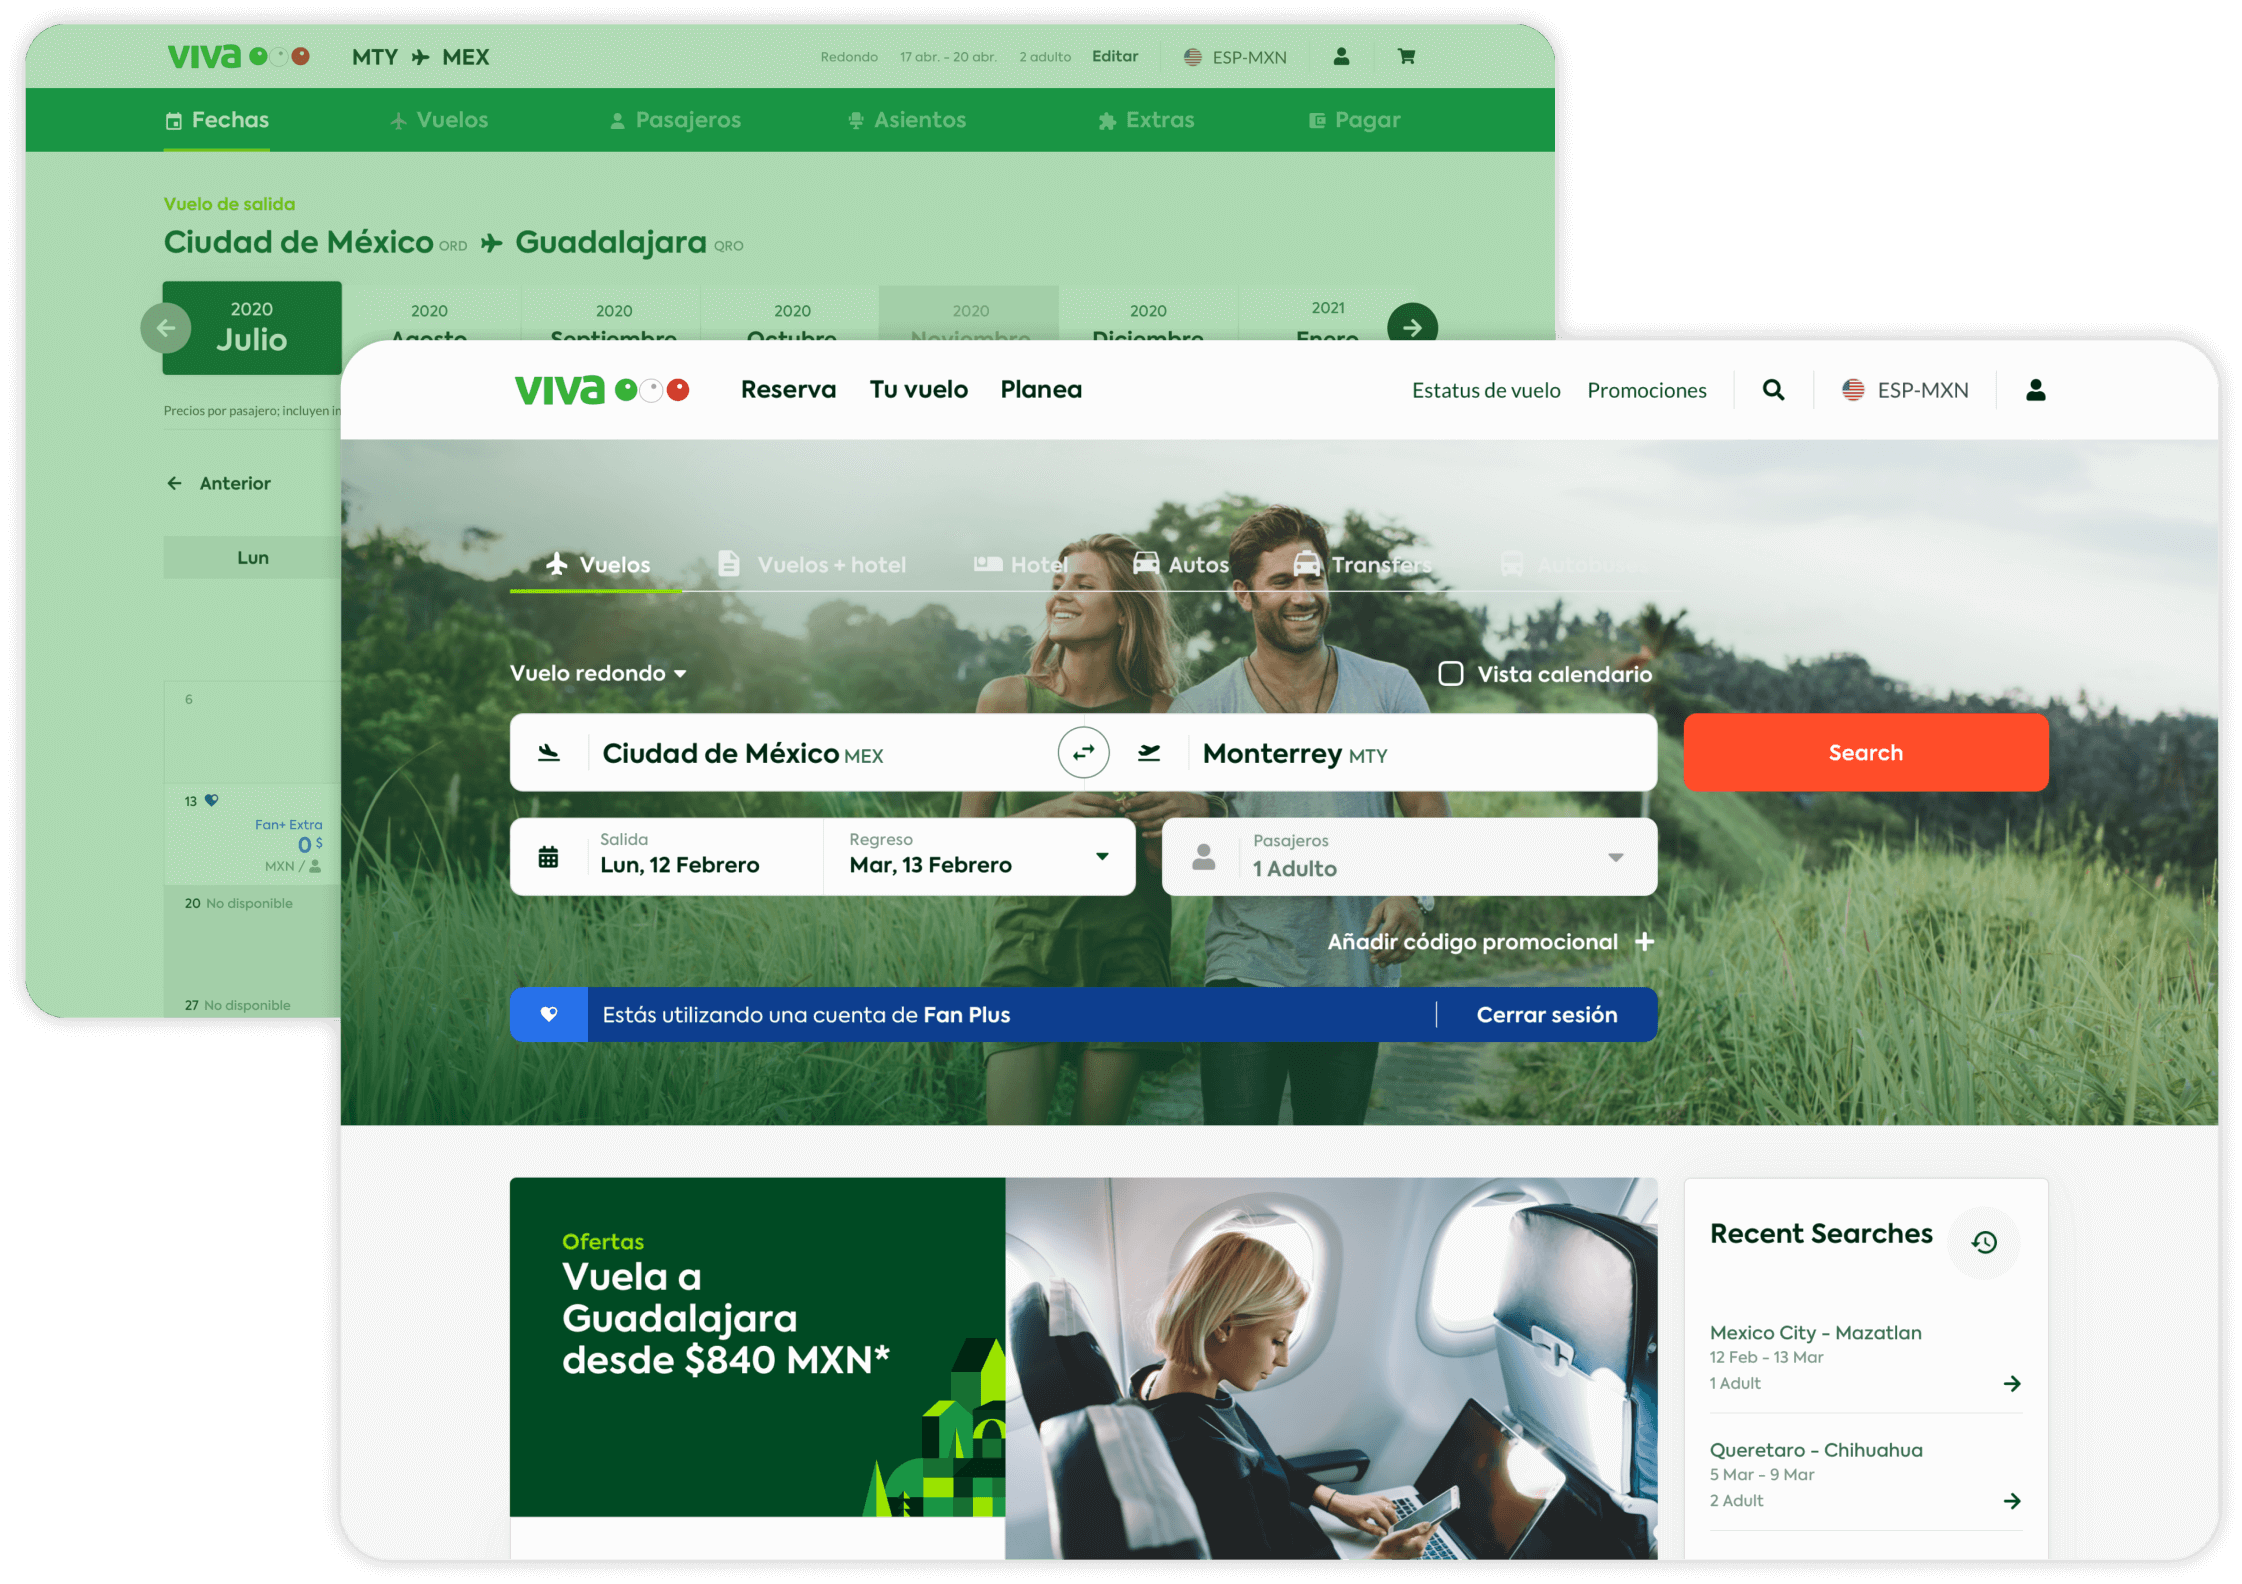 VIVA
MTY MEX
Redondo 17 abr. - 20 abr. 2 adulto Editar
ESP-MXN
Fechas
Vuelos
Pasajeros
Asientos
Extras
Pagar
Vuelo de salida
Ciudad de México ORD Guadalajara QRO
2020
Julio
2020
Agosto
2020
Septiembre
2020
Octubre
2020
Noviembre
2020
Diciembre
2021
Enero
Precios por pasajero; incluyen
Anterior
Lun
6
13
Fan+ Extra
0 $
MXN /
20 No disponible
27 No disponible
VIVA
Reserva
Tu vuelo
Planea
Estatus de vuelo
Promociones
ESP-MXN
Vuelos
Vuelos + hotel
Hotel
Autos
Transfers
Vuelo redondo
Vista calendario
Ciudad de México MEX
Monterrey MTY
Search
Salida
Lun, 12 Febrero
Regreso
Mar, 13 Febrero
Pasajeros
1 Adulto
Añadir código promocional +
Estás utilizando una cuenta de Fan Plus
Cerrar sesión
Ofertas
Vuela a
Guadalajara
desde $840 MXN*
Recent Searches
Mexico City - Mazatlan
12 Feb - 13 Mar
1 Adult
Queretaro - Chihuahua
5 Mar - 9 Mar
2 Adult